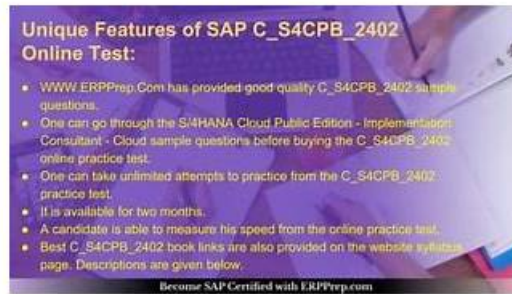 Unique Features of SAP C_S4CPB_2402
Online Test:
● WWW.ERPPrep.Com has provided good quality C_S4CPB_2402 sample
questions.
● One can go through the S/4HANA Cloud Public Edition - Implementation
Consultant - Cloud sample questions before buying the C_S4CPB_2402
online practice test.
● One can take unlimited attempts to practice from the C_S4CPB_2402
practice test.
● It is available for two months.
● A candidate is able to measure his speed from the online practice test.
● Best C_S4CPB_2402 book links are also provided on the website syllabus
page. Descriptions are given below.
Become SAP Certified with ERPPrep.com